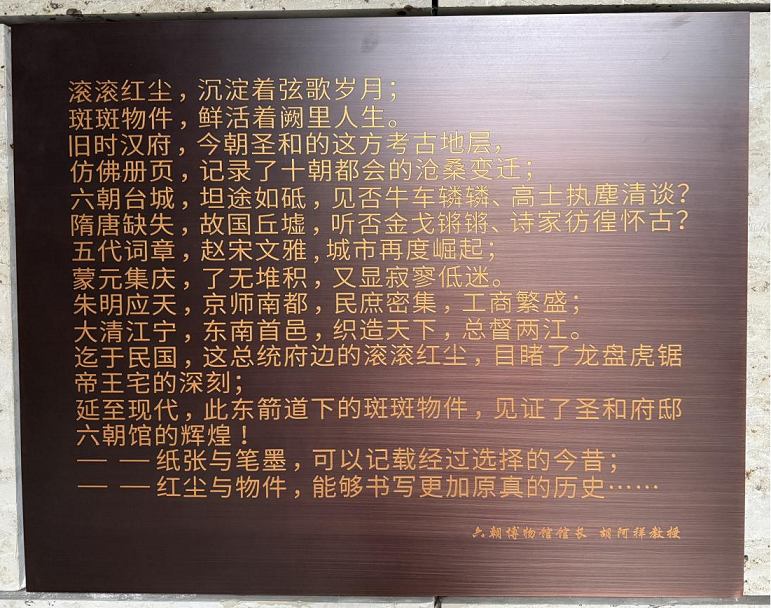 滚滚红尘，沉淀着弦歌岁月；
斑斑物件，鲜活着阙里人生。
旧时汉府，今朝圣和的这方考古地层，
仿佛册页，记录了十朝都会的沧桑变迁；
六朝台城，坦途如砥，见否牛车辚辚、高士执麈清谈？
隋唐缺失，故国丘墟，听否金戈锵锵、诗家彷徨怀古？
五代词章，赵宋文雅，城市再度崛起；
蒙元集庆，了无堆积，又显寂寥低迷。
朱明应天，京师南都，民庶密集，工商繁盛；
大清江宁，东南首邑，织造天下，总督两江。
迄于民国，这总统府边的滚滚红尘，目睹了龙盘虎锯
帝王宅的深刻；
延至现代，此东箭道下的斑斑物件，见证了圣和府邸
六朝馆的辉煌！
— — 纸张与笔墨，可以记载经过选择的今昔；
— — 红尘与物件，能够书写更加原真的历史……
六朝博物馆馆长 胡阿祥教授